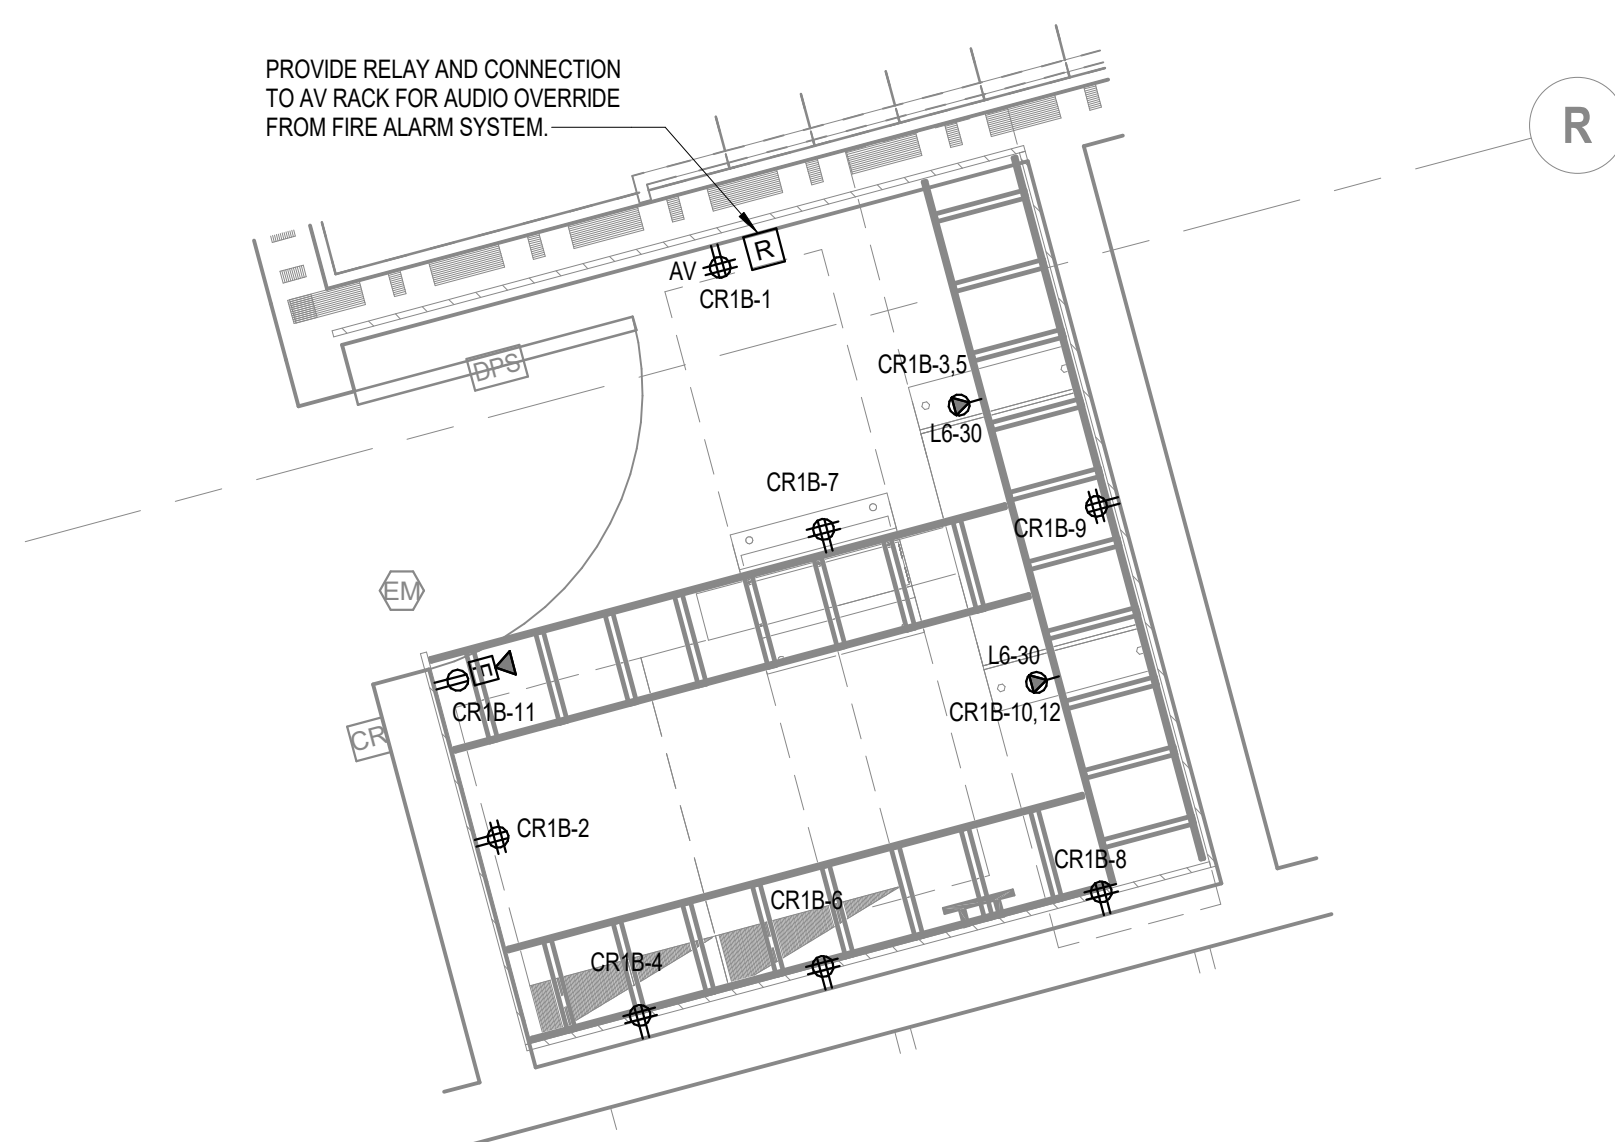 PROVIDE RELAY AND CONNECTION
TO AV RACK FOR AUDIO OVERRIDE
FROM FIRE ALARM SYSTEM.
R
R
AV
CR1B-1
DPS
CR1B-3,5
L6-30
CR1B-7
CR1B-9
EM
F
L6-30
CR1B-11
CR1B-10,12
CR
CR1B-2
CR1B-8
CR1B-6
CR1B-4